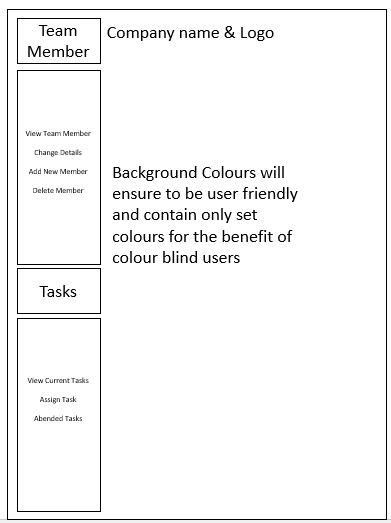 Team
Member
Company name & Logo
View Team Member
Change Details
Add New Member
Delete Member
Background Colours will
ensure to be user friendly
and contain only set
colours for the benefit of
colour blind users
Tasks
View Current Tasks
Assign Task
Abended Tasks